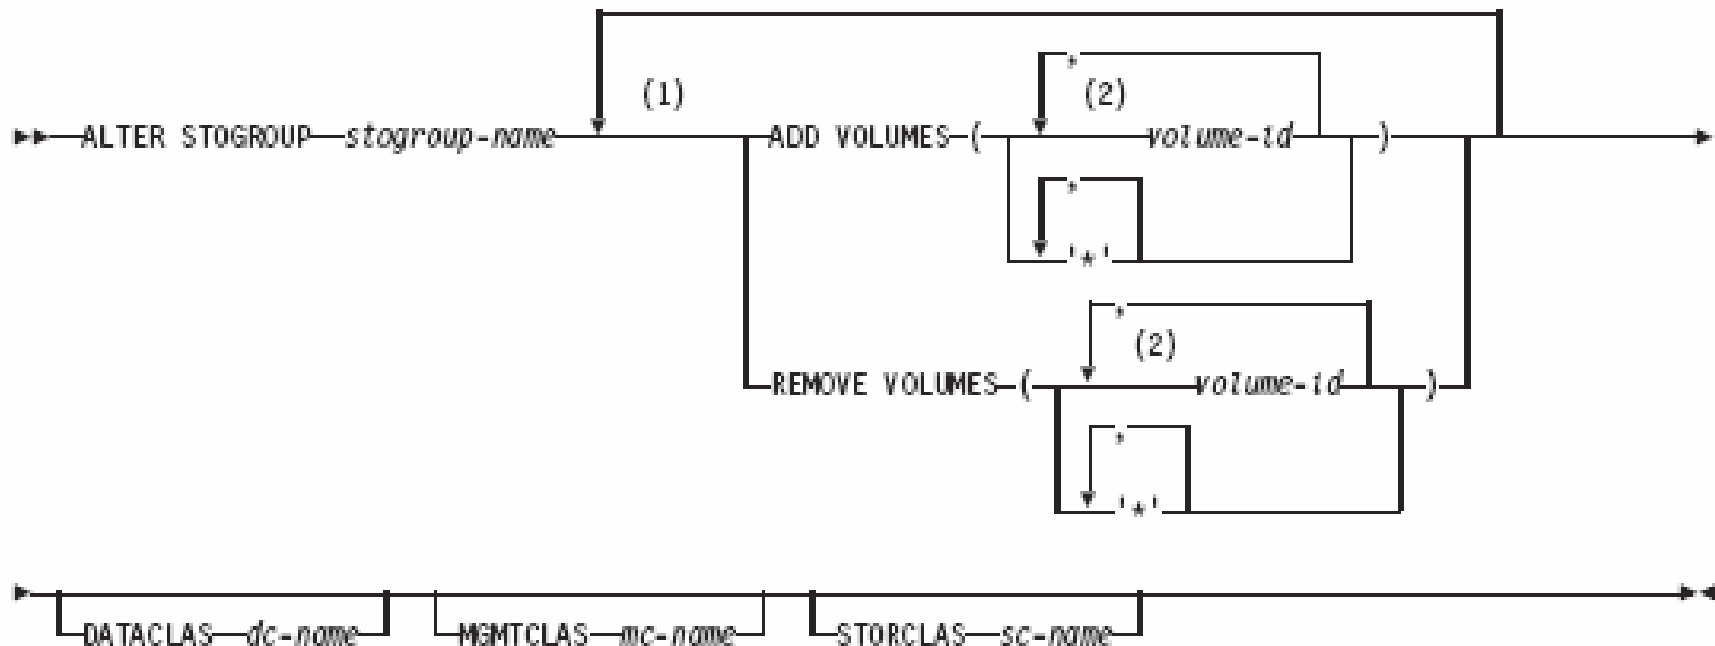 ,
(1) (2)
ALTER STOGROUP stogroup-name ADD VOLUMES ( volume-id )
,
'*'
,
(2)
REMOVE VOLUMES ( volume-id )
,
'*'
DATACLAS dc-name MGMTCLAS mc-name STORCLAS sc-name